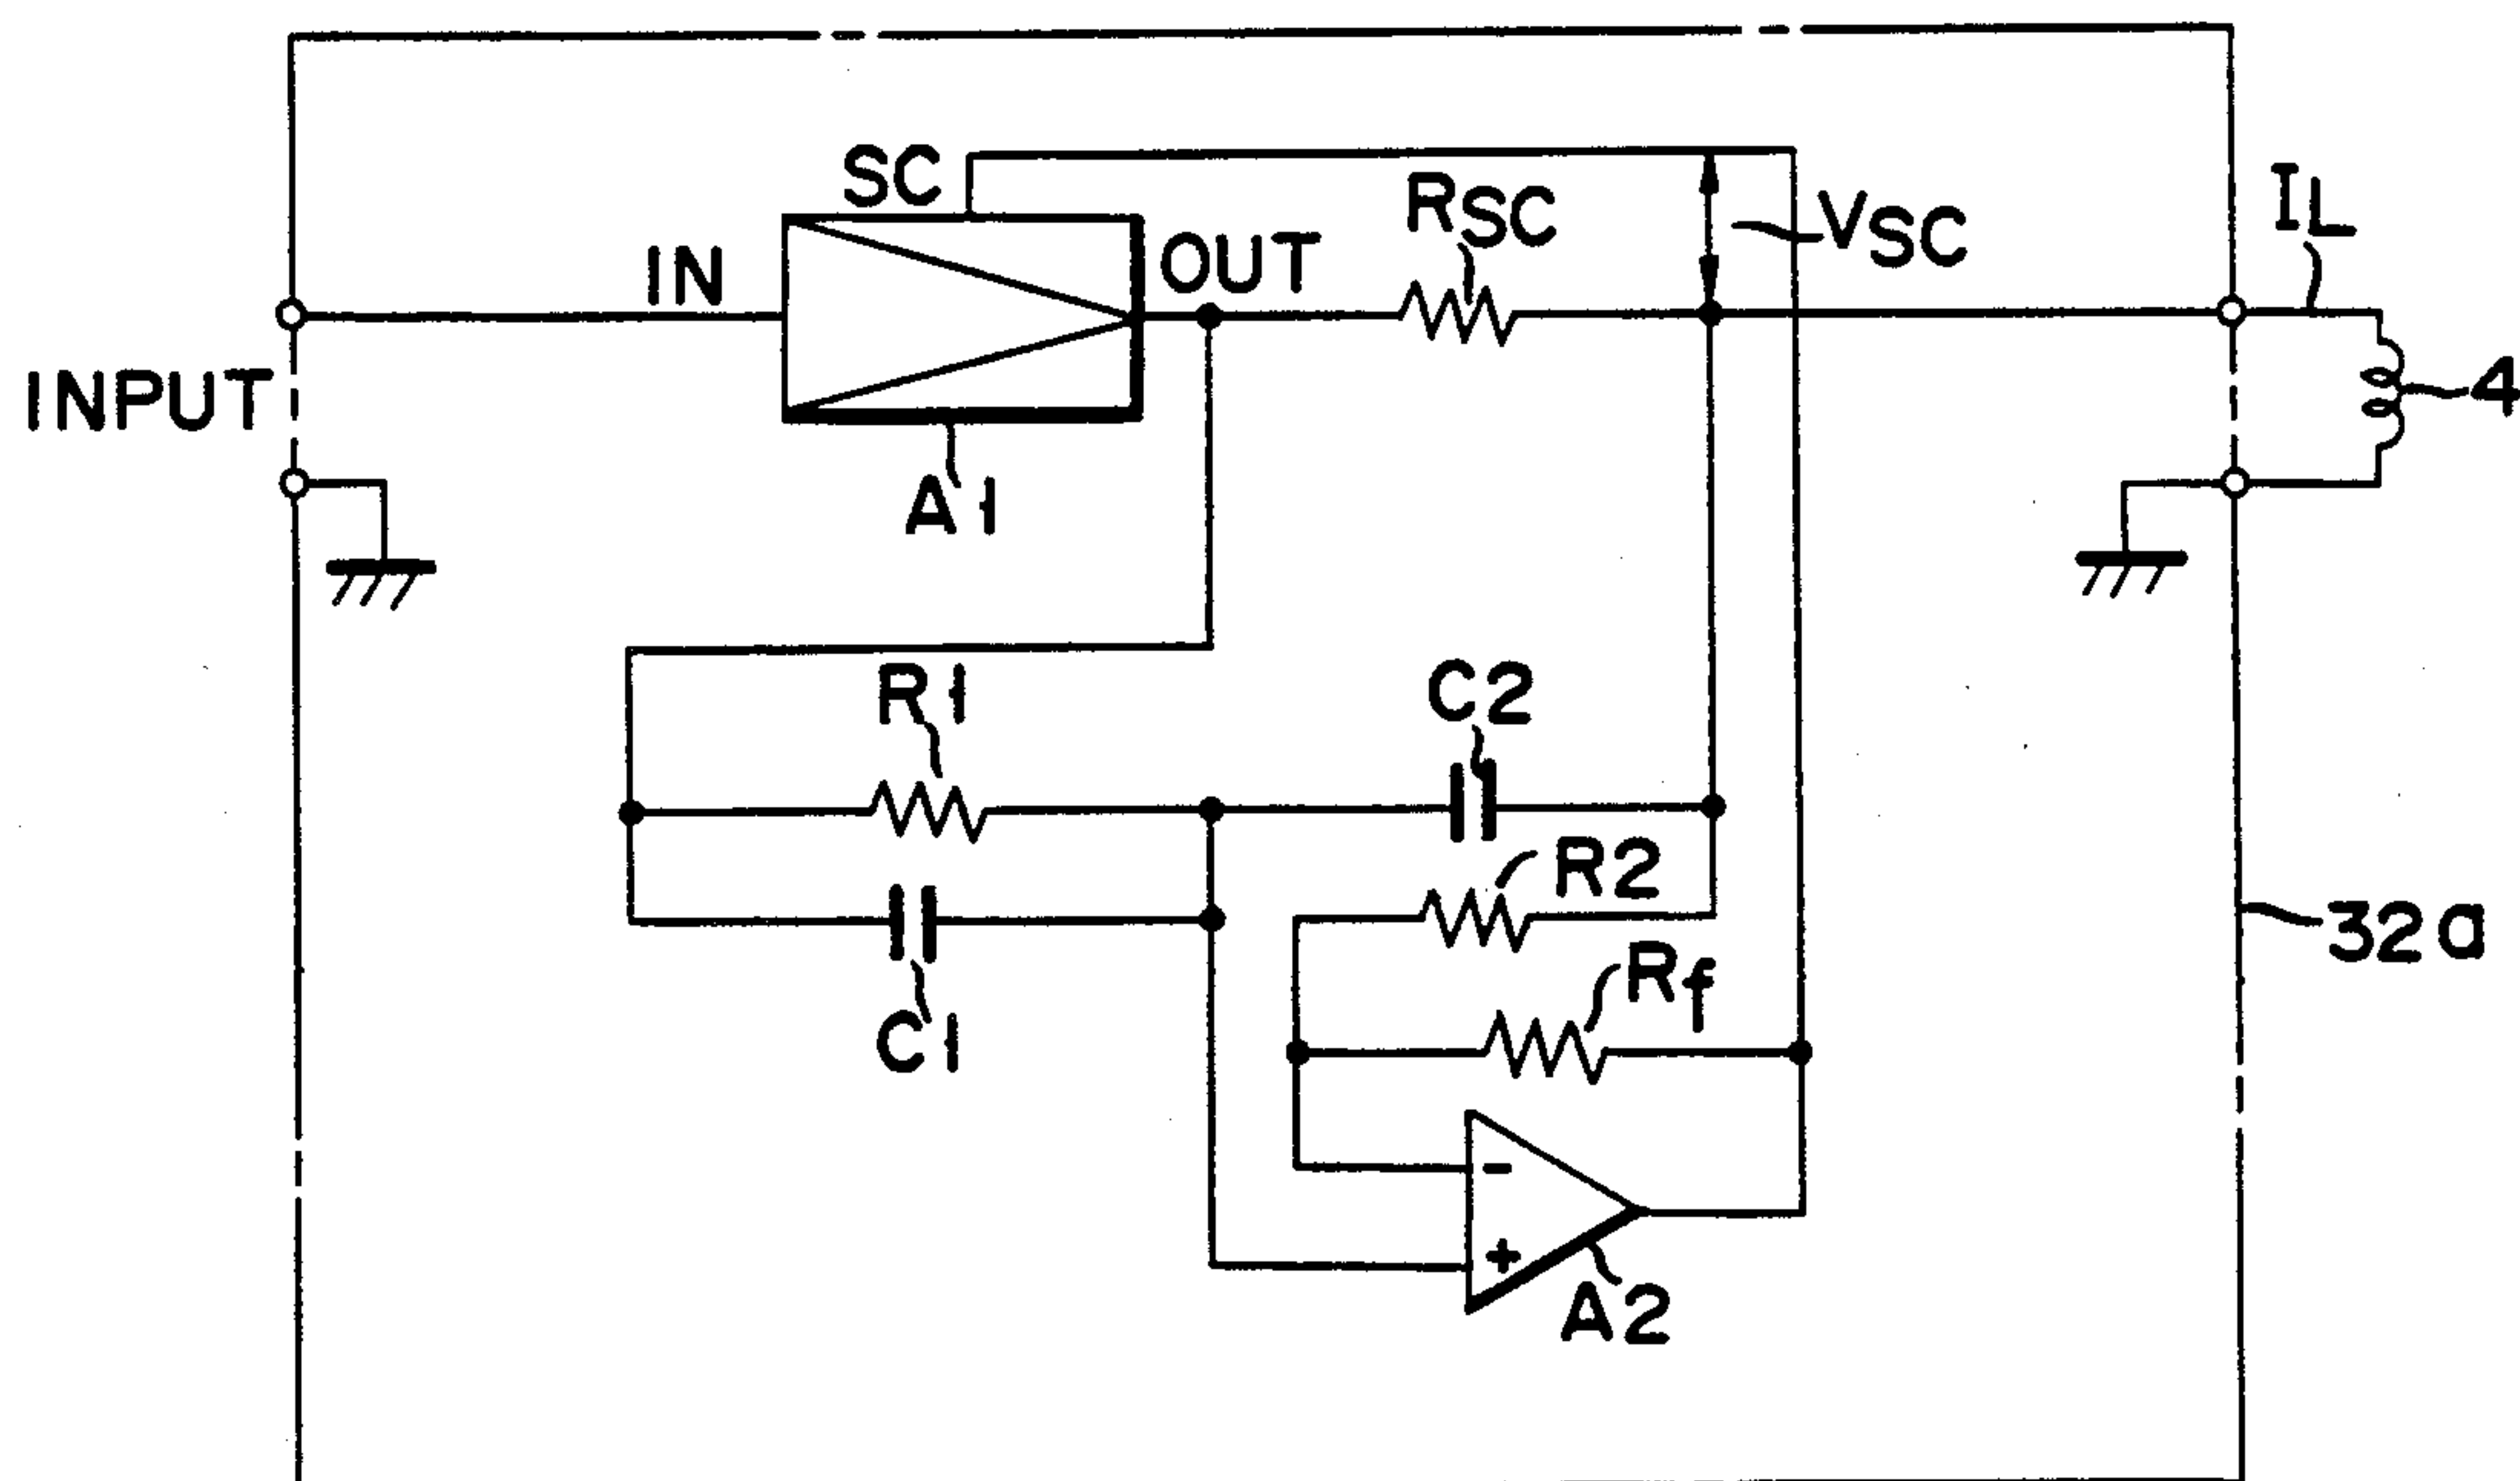 SC
RSC
IL
IN
OUT
VSC
INPUT
4
A1
R1
C2
R2
32a
Rf
C1
-
+
A2